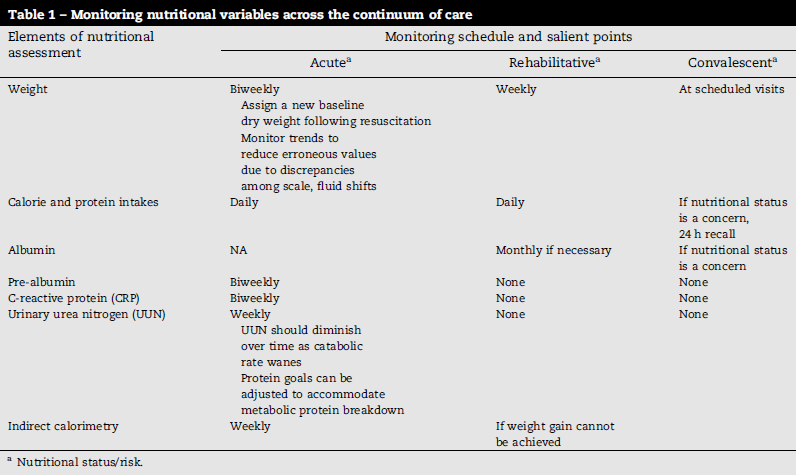 Table 1 – Monitoring nutritional variables across the continuum of care
Elements of nutritional assessment
Monitoring schedule and salient points
Acuteᵃ
Rehabilitativeᵃ
Convalescentᵃ
Weight
Biweekly
Assign a new baseline
dry weight following resuscitation
Monitor trends to
reduce erroneous values
due to discrepancies
among scale, fluid shifts
Weekly
At scheduled visits
Calorie and protein intakes
Daily
Daily
If nutritional status
is a concern,
24 h recall
Albumin
NA
Monthly if necessary
If nutritional status
is a concern
Pre-albumin
Biweekly
None
None
C-reactive protein (CRP)
Biweekly
None
None
Urinary urea nitrogen (UUN)
Weekly
UUN should diminish
over time as catabolic
rate wanes
Protein goals can be
adjusted to accommodate
metabolic protein breakdown
None
None
Indirect calorimetry
Weekly
If weight gain cannot
be achieved
ᵃ Nutritional status/risk.